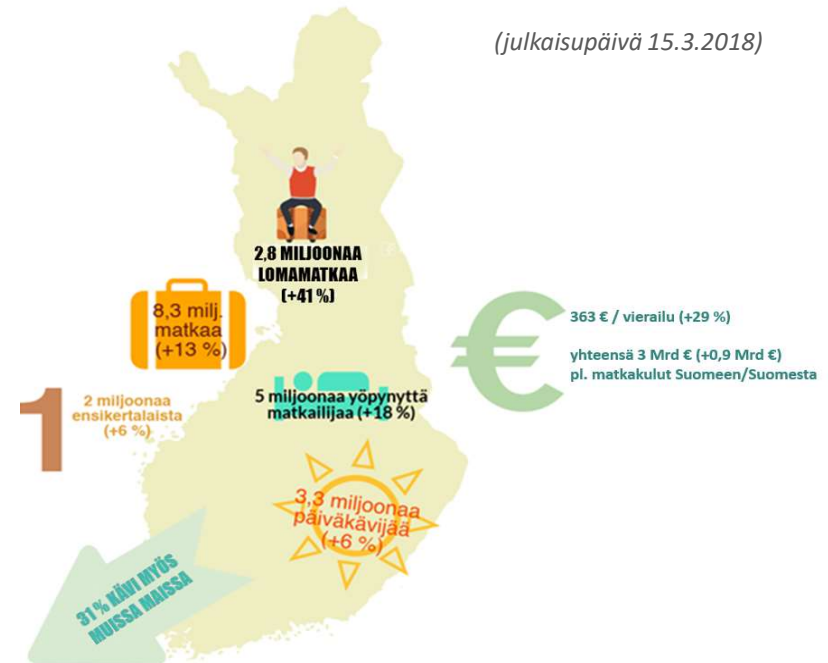 (julkaisupäivä 15.3.2018)
2,8 MILJOONAA
LOMAMATKAA
(+41 %)
8,3 milj.
matkaa
(+13 %)
363 € / vierailu (+29 %)
yhteensä 3 Mrd € (+0,9 Mrd €)
pl. matkakulut Suomeen/Suomesta
€
1
2 miljoonaa
ensikertalaista
(+6 %)
5 miljoonaa yöpynyttä
matkailijaa (+18 %)
3,3 miljoonaa
päiväkävijää
(+6 %)
31% KÄVI MYÖS
MUISSA MAISSA